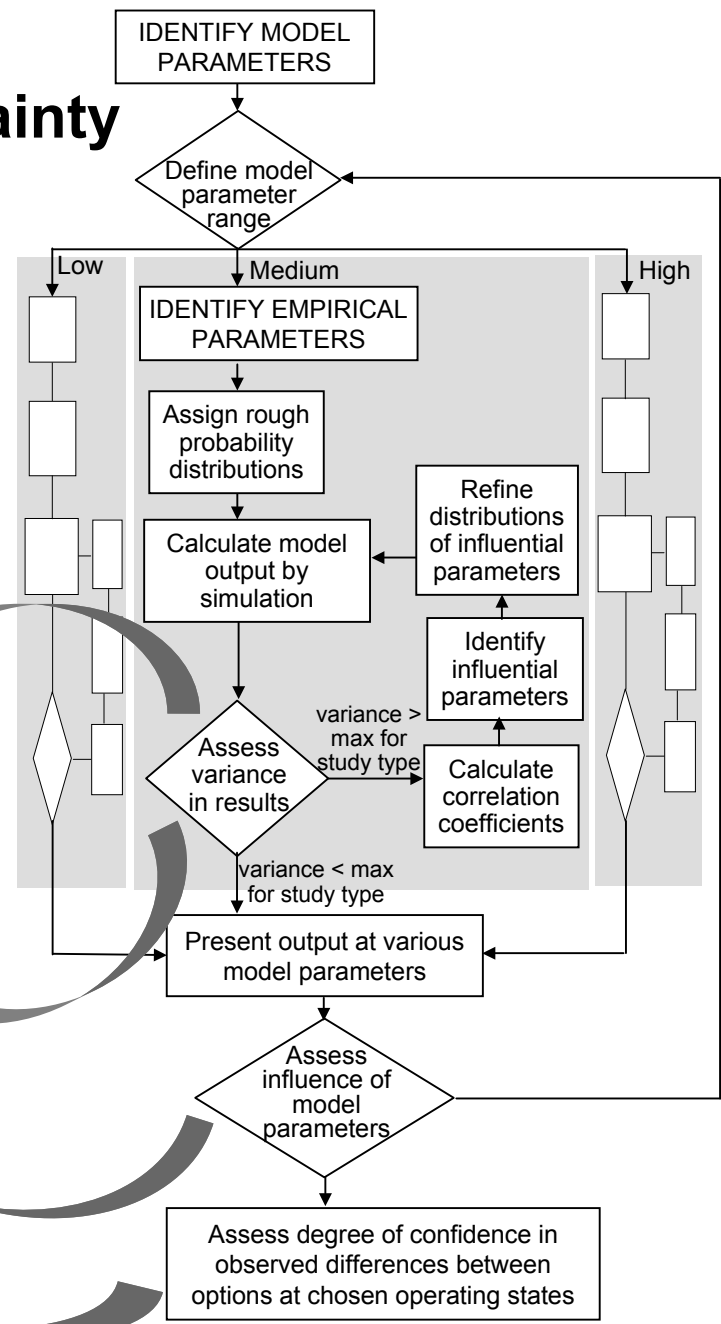 IDENTIFY MODEL
PARAMETERS
ainty
Define model
parameter
range
Low
Medium
High
IDENTIFY EMPIRICAL
PARAMETERS
Assign rough
probability
distributions
Refine
distributions
of influential
parameters
Calculate model
output by
simulation
Identify
influential
parameters
variance >
max for
study type
Assess
variance
in results
Calculate
correlation
coefficients
variance < max
for study type
Present output at various
model parameters
Assess
influence of
model
parameters
Assess degree of confidence in
observed differences between
options at chosen operating states